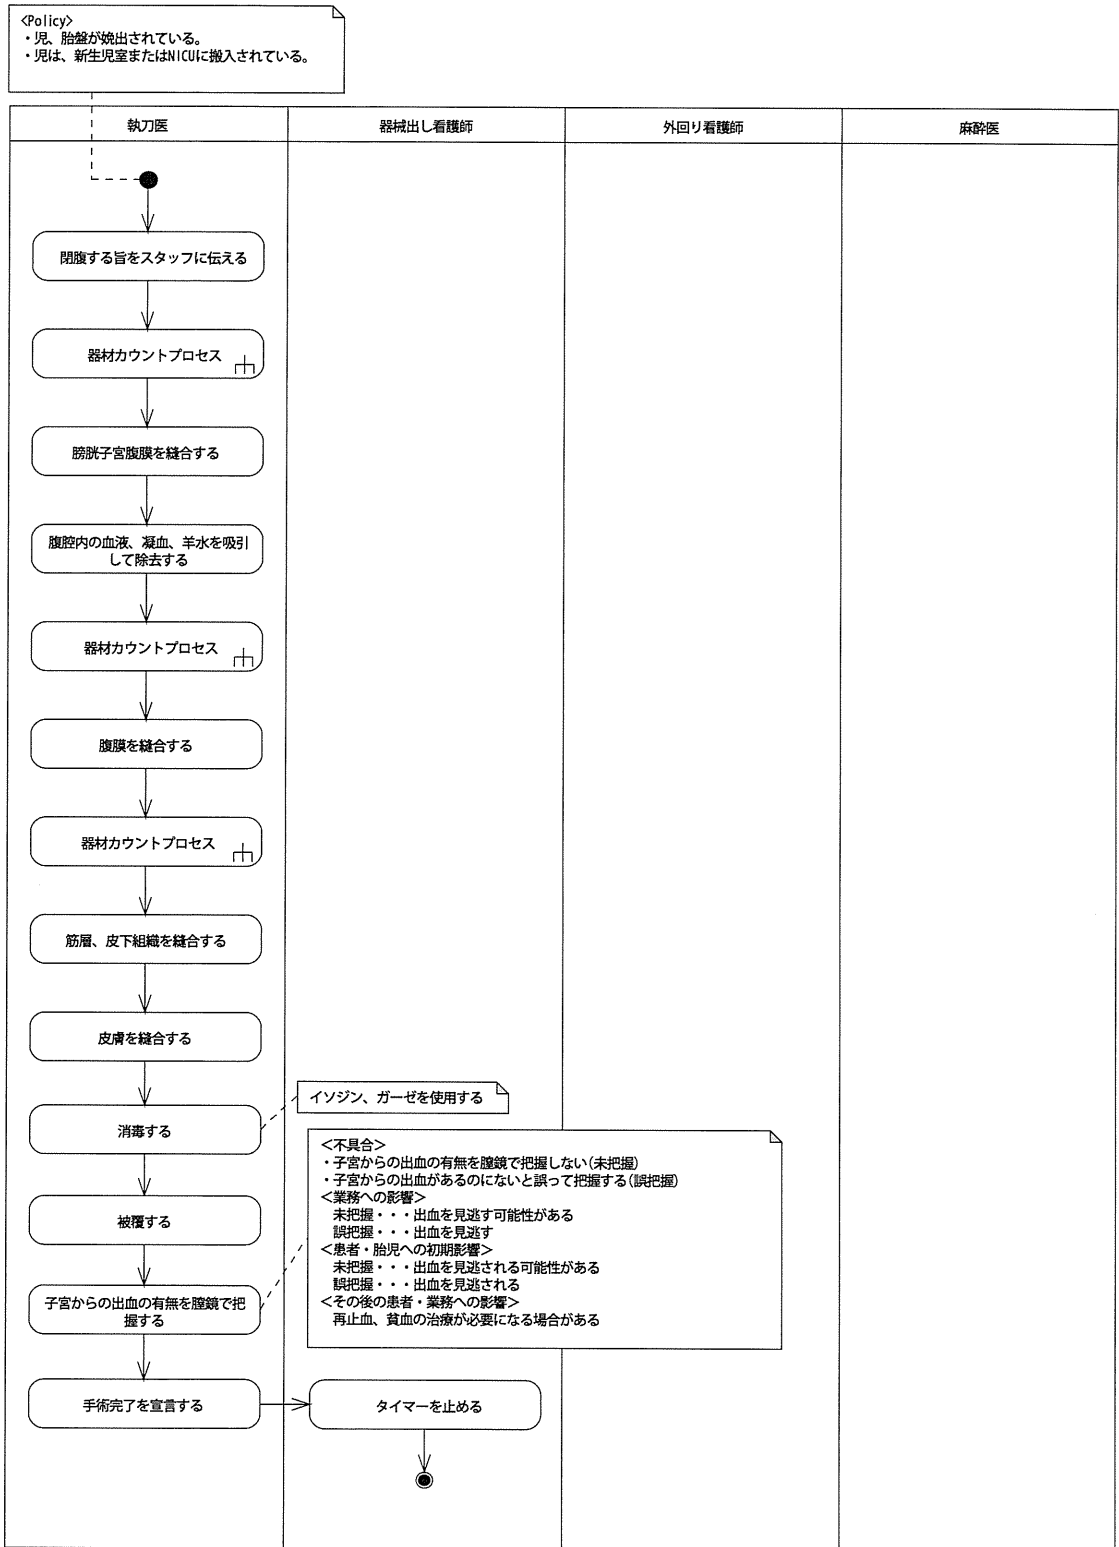 <Policy>
・児、胎盤が娩出されている。
・児は、新生児室またはNICUに搬入されている。
執刀医
器械出し看護師
外回り看護師
麻酔医
閉腹する旨をスタッフに伝える
器材カウントプロセス
膀胱子宮腹膜を縫合する
腹腔内の血液、凝血、羊水を吸引
して除去する
器材カウントプロセス
腹膜を縫合する
器材カウントプロセス
筋層、皮下組織を縫合する
皮膚を縫合する
イソジン、ガーゼを使用する
消毒する
＜不具合＞
・子宮からの出血の有無を膣鏡で把握しない(未把握)
・子宮からの出血があるのにないと誤って把握する(誤把握)
＜業務への影響＞
未把握・・・出血を見逃す可能性がある
誤把握・・・出血を見逃す
＜患者・胎児への初期影響＞
未把握・・・出血を見逃される可能性がある
誤把握・・・出血を見逃される
＜その後の患者・業務への影響＞
再止血、貧血の治療が必要になる場合がある
被覆する
子宮からの出血の有無を膣鏡で把
握する
手術完了を宣言する
タイマーを止める